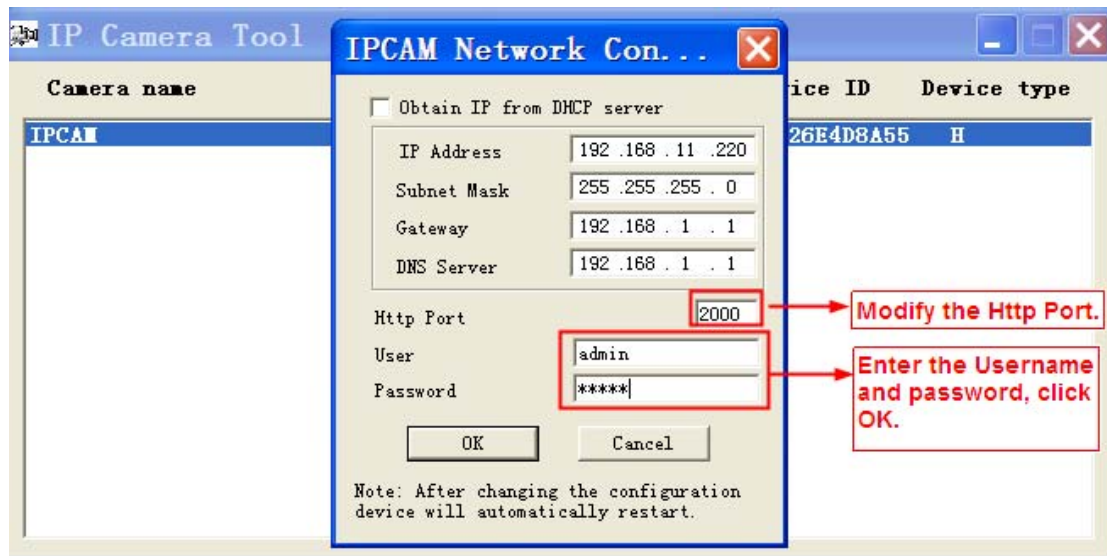 IP Camera Tool
IPCAM Network Con...
Camera name
ice ID Device type
Obtain IP from DHCP server
IPCAM
26E4D8A55 H
IP Address 192 .168 . 11 .220
Subnet Mask 255 .255 .255 . 0
Gateway 192 .168 . 1 . 1
DNS Server 192 .168 . 1 . 1
Http Port 2000
Modify the Http Port.
User admin
Password *****
Enter the Username
and password, click
OK.
OK Cancel
Note: After changing the configuration
device will automatically restart.